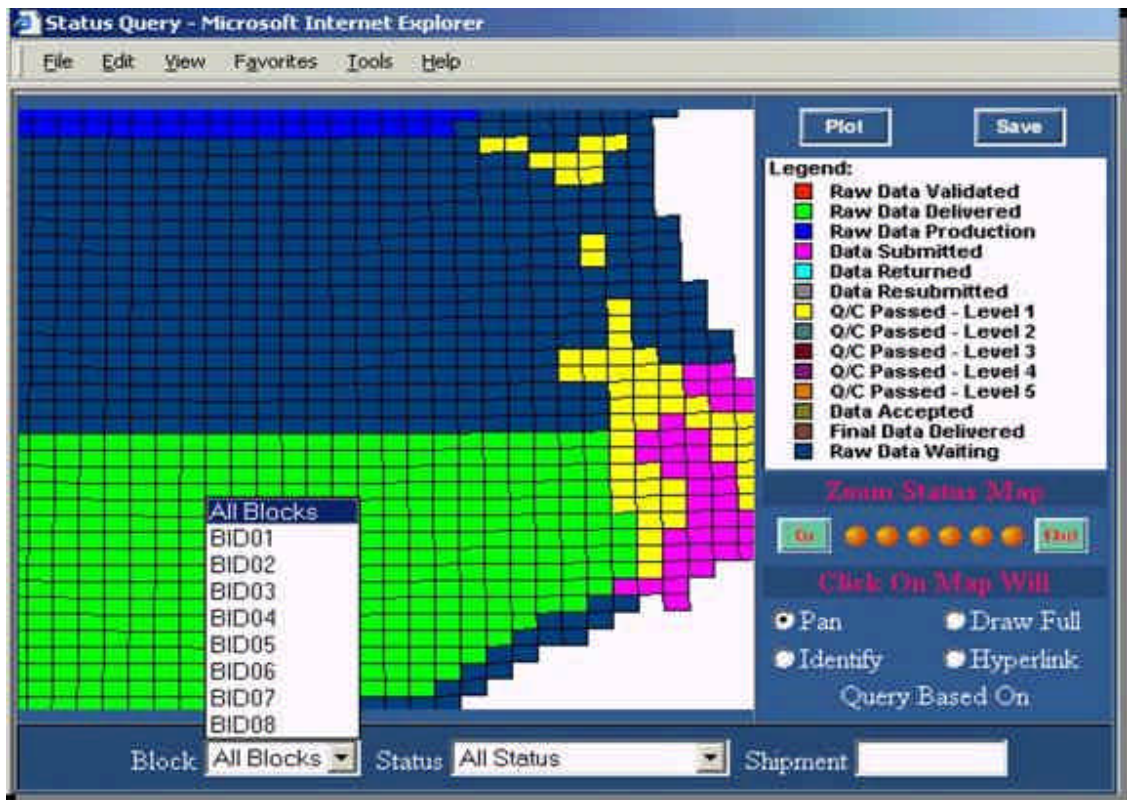 Status Query - Microsoft Internet Explorer
File Edit View Favorites Tools Help
Plot Save
Legend:
Raw Data Validated
Raw Data Delivered
Raw Data Production
Data Submitted
Data Returned
Data Resubmitted
Q/C Passed - Level 1
Q/C Passed - Level 2
Q/C Passed - Level 3
Q/C Passed - Level 4
Q/C Passed - Level 5
Data Accepted
Final Data Delivered
Raw Data Waiting
Zoom Status Map
In Out
Click On Map Will
Pan Draw Full
Identify Hyperlink
Query Based On
All Blocks
BID01
BID02
BID03
BID04
BID05
BID06
BID07
BID08
Block All Blocks Status All Status Shipment